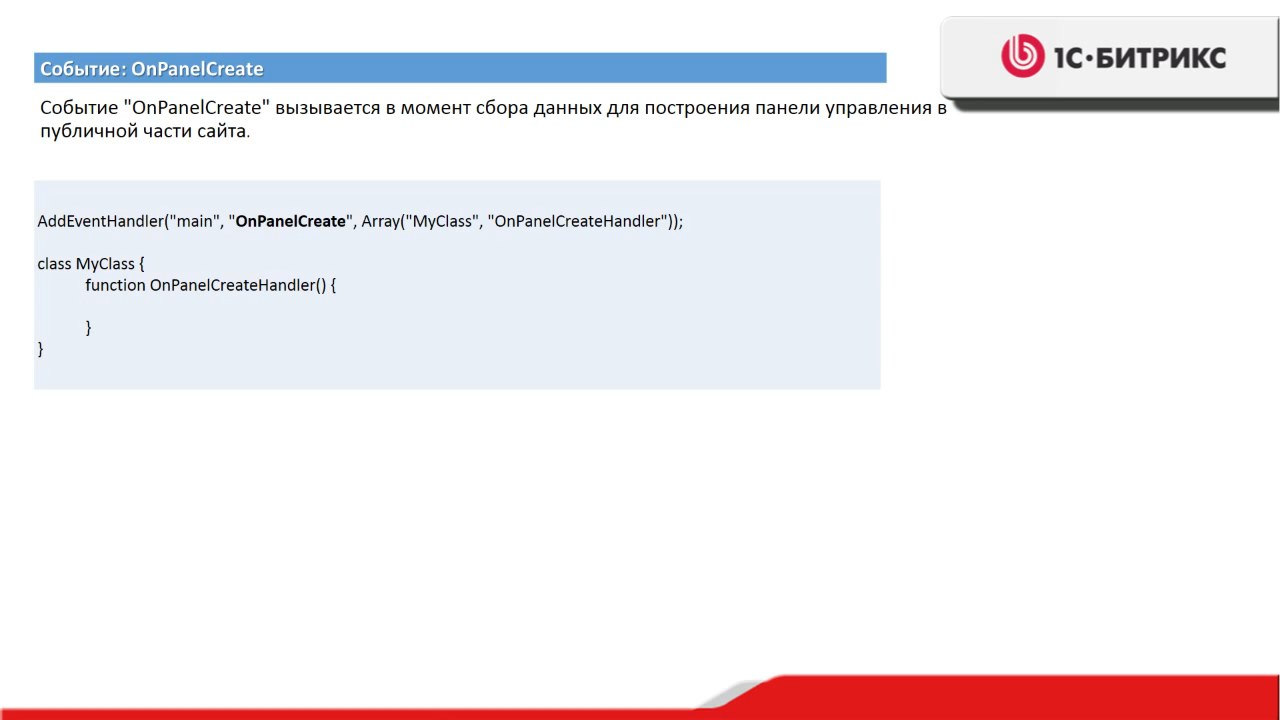 1С·БИТРИКС
Событие: OnPanelCreate
Событие "OnPanelCreate" вызывается в момент сбора данных для построения панели управления в
публичной части сайта.
AddEventHandler("main", "OnPanelCreate", Array("MyClass", "OnPanelCreateHandler"));
class MyClass {
function OnPanelCreateHandler() {
}
}